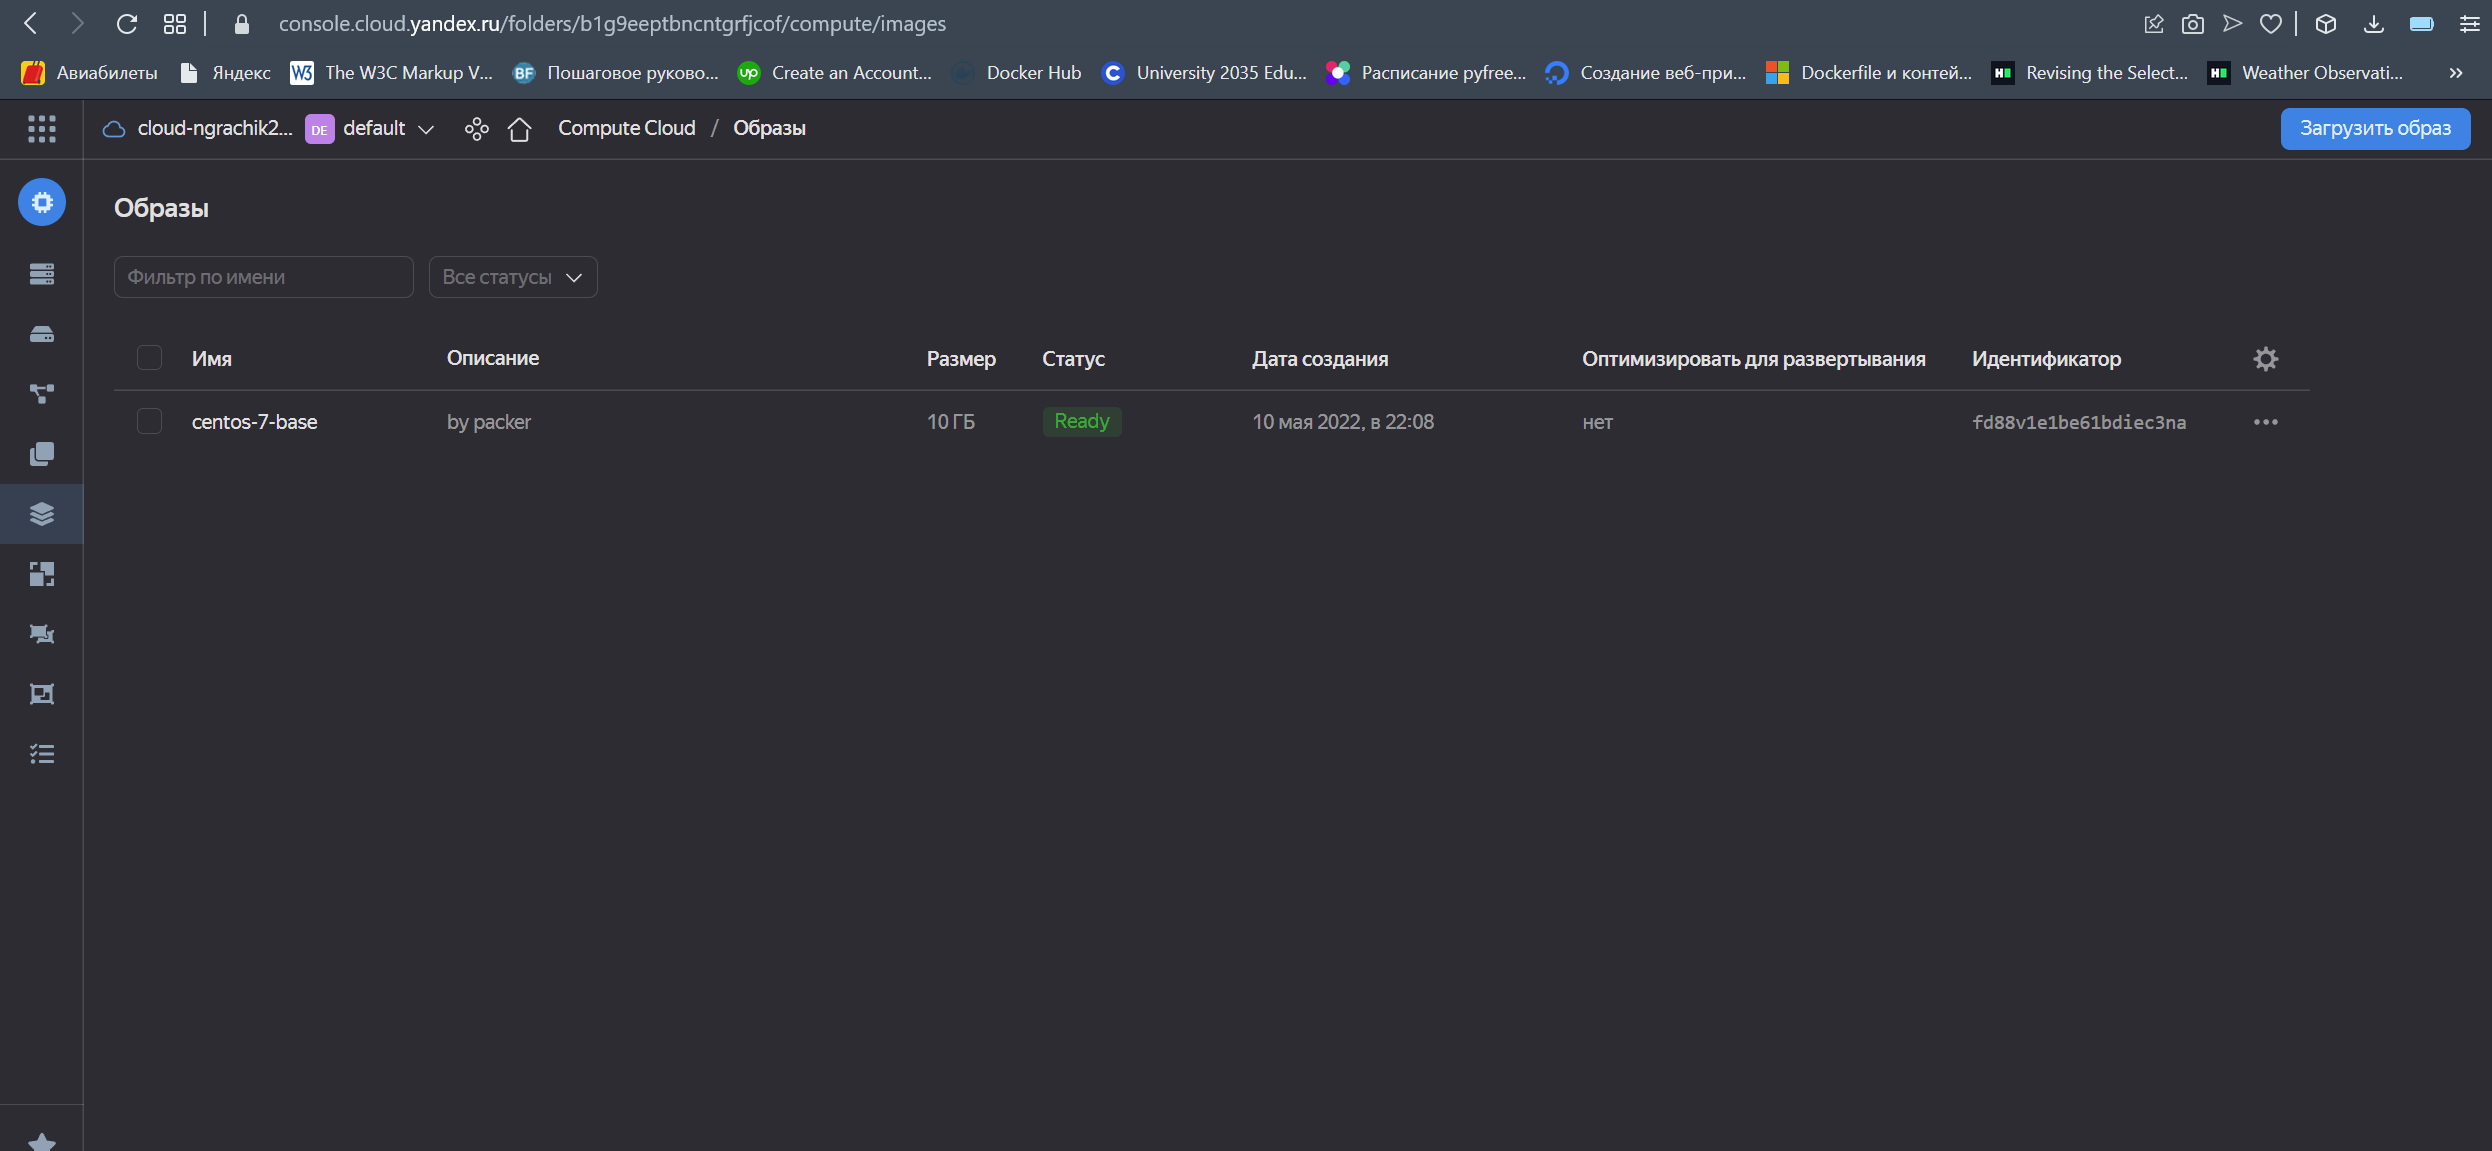 console.cloud.yandex.ru/folders/b1g9eeptbncntgrfjcof/compute/images
Авиабилеты Яндекс W3 The W3C Markup V... BF Пошаговое руково... up Create an Account... Docker Hub C University 2035 Edu... Расписание pyfree... Создание веб-при... Dockerfile и контей... H Revising the Select... H Weather Observati...
cloud-ngrachik2... DE default Compute Cloud / Образы Загрузить образ
Образы
Фильтр по имени Все статусы
Имя Описание Размер Статус Дата создания Оптимизировать для развертывания Идентификатор
centos-7-base by packer 10 ГБ Ready 10 мая 2022, в 22:08 нет fd88v1e1be61bdiec3na